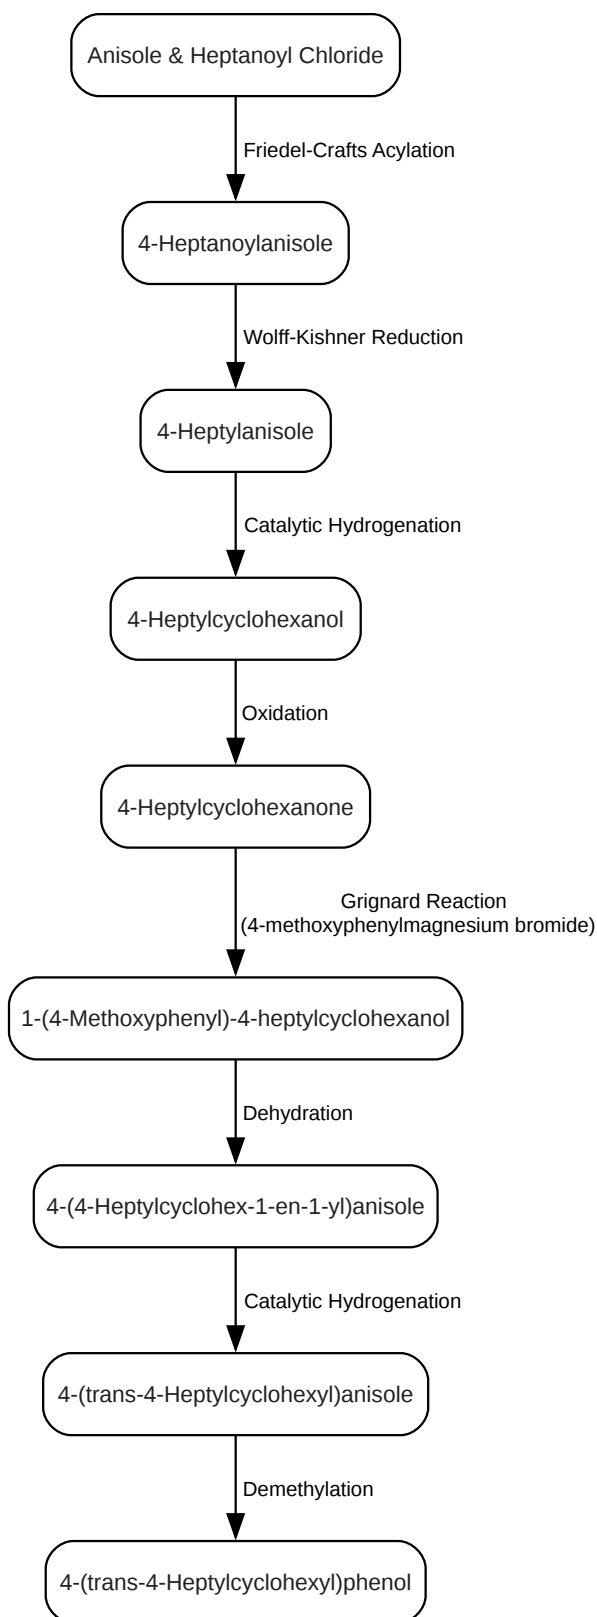 Anisole & Heptanoyl Chloride
Friedel-Crafts Acylation
4-Heptanoylanisole
Wolff-Kishner Reduction
4-Heptylanisole
Catalytic Hydrogenation
4-Heptylcyclohexanol
Oxidation
4-Heptylcyclohexanone
Grignard Reaction
(4-methoxyphenylmagnesium bromide)
1-(4-Methoxyphenyl)-4-heptylcyclohexanol
Dehydration
4-(4-Heptylcyclohex-1-en-1-yl)anisole
Catalytic Hydrogenation
4-(trans-4-Heptylcyclohexyl)anisole
Demethylation
4-(trans-4-Heptylcyclohexyl)phenol